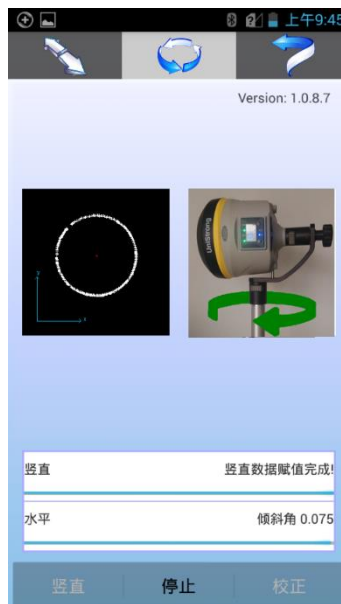 上午9:45
Version: 1.0.8.7
竖直 竖直数据赋值完成!
水平 倾斜角 0.075
竖直 停止 校正